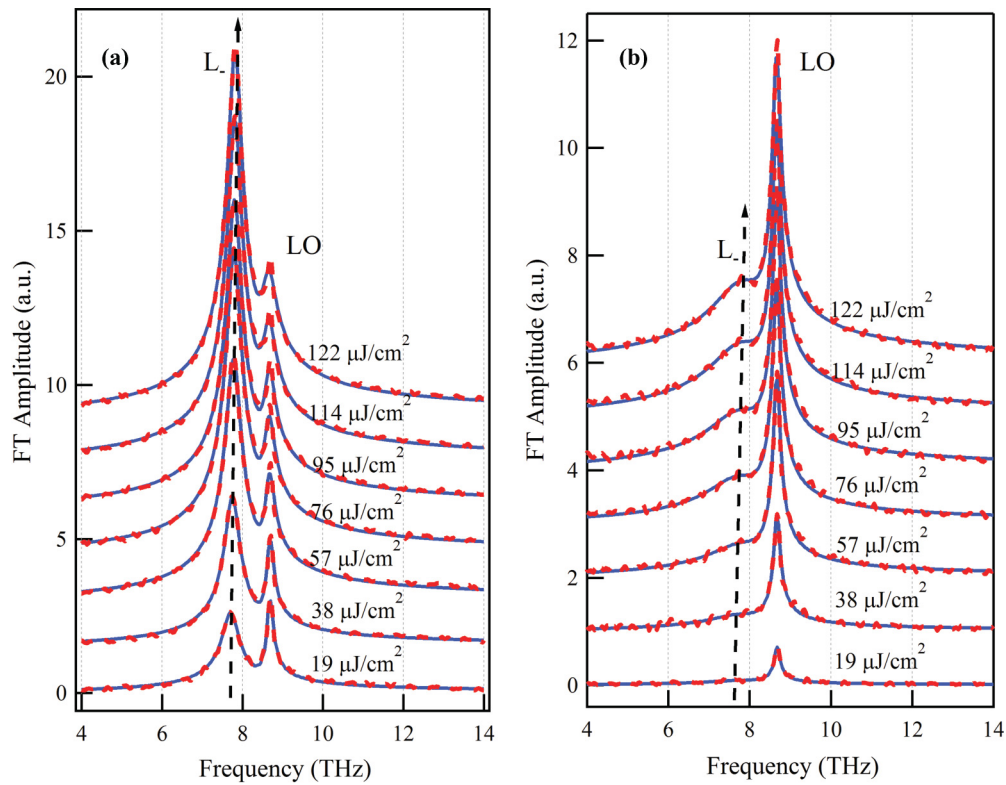 (a)
L-
LO
20
15
10
5
0
122 μJ/cm²
114 μJ/cm²
95 μJ/cm²
76 μJ/cm²
57 μJ/cm²
38 μJ/cm²
19 μJ/cm²
4 6 8 10 12 14
Frequency (THz)
FT Amplitude (a.u.)
(b)
LO
L-
12
10
8
6
4
2
0
122 μJ/cm²
114 μJ/cm²
95 μJ/cm²
76 μJ/cm²
57 μJ/cm²
38 μJ/cm²
19 μJ/cm²
4 6 8 10 12 14
Frequency (THz)
FT Amplitude (a.u.)